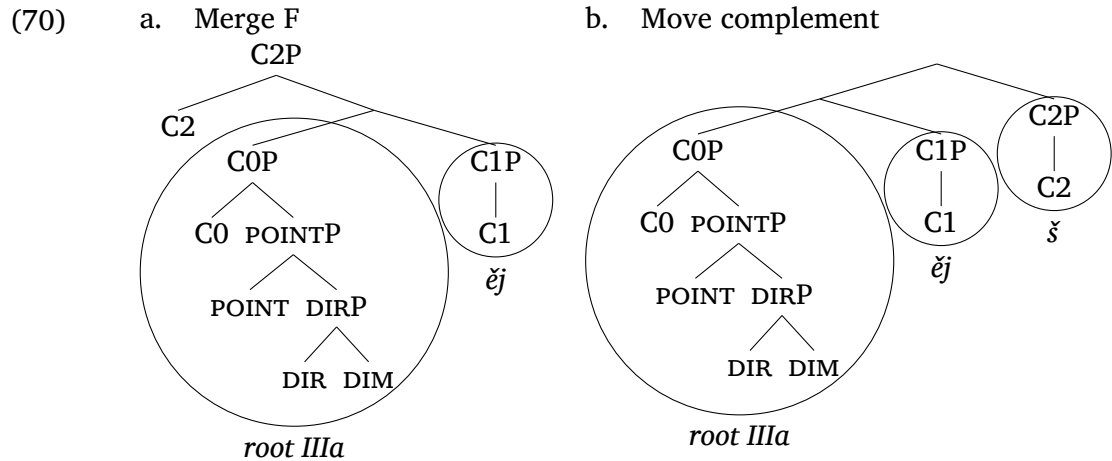 (70) a. Merge F b. Move complement
C2P
C2
C2P
C0P C1P C0P C1P
C2
C0 POINTP C1 C0 POINTP C1
š
ěj ěj
POINT DIRP POINT DIRP
DIR DIM DIR DIM
root IIIa root IIIa